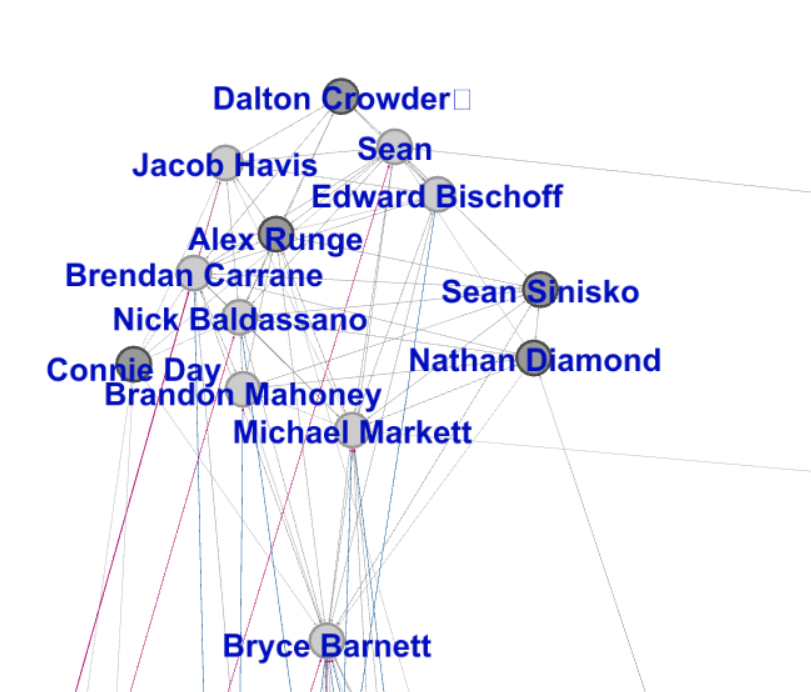 Dalton Crowder□
Sean
Jacob Havis
Edward Bischoff
Alex Runge
Brendan Carrane
Sean Sinisko
Nick Baldassano
Nathan Diamond
Connie Day
Brandon Mahoney
Michael Markett
Bryce Barnett